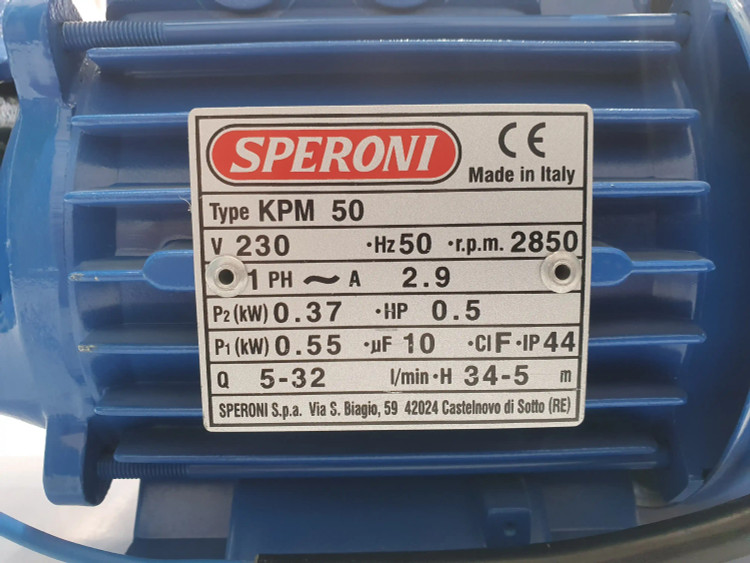 SPERONI
CE
Made in Italy
Type KPM 50
V 230 ·Hz 50 ·r.p.m. 2850
1 PH ~ A 2.9
P2 (kW) 0.37 ·HP 0.5
P1 (kW) 0.55 ·µF 10 ·Cl F ·IP 44
Q 5-32 l/min ·H 34-5 m
SPERONI S.p.a. Via S. Biagio, 59 42024 Castelnovo di Sotto (RE)